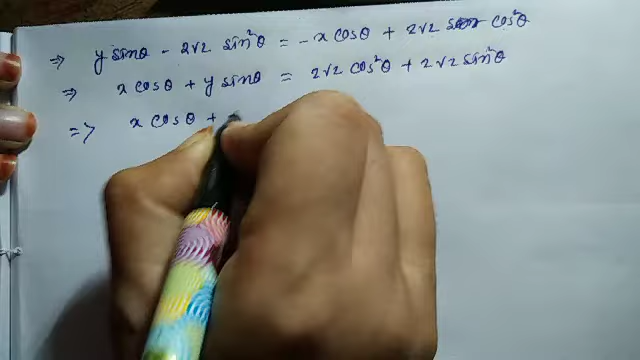 ⇒ y sinθ - 2√2 sin²θ = -x cosθ + 2√2 cos²θ
⇒ x cosθ + y sinθ = 2√2 cos²θ + 2√2 sin²θ
=> x cosθ +